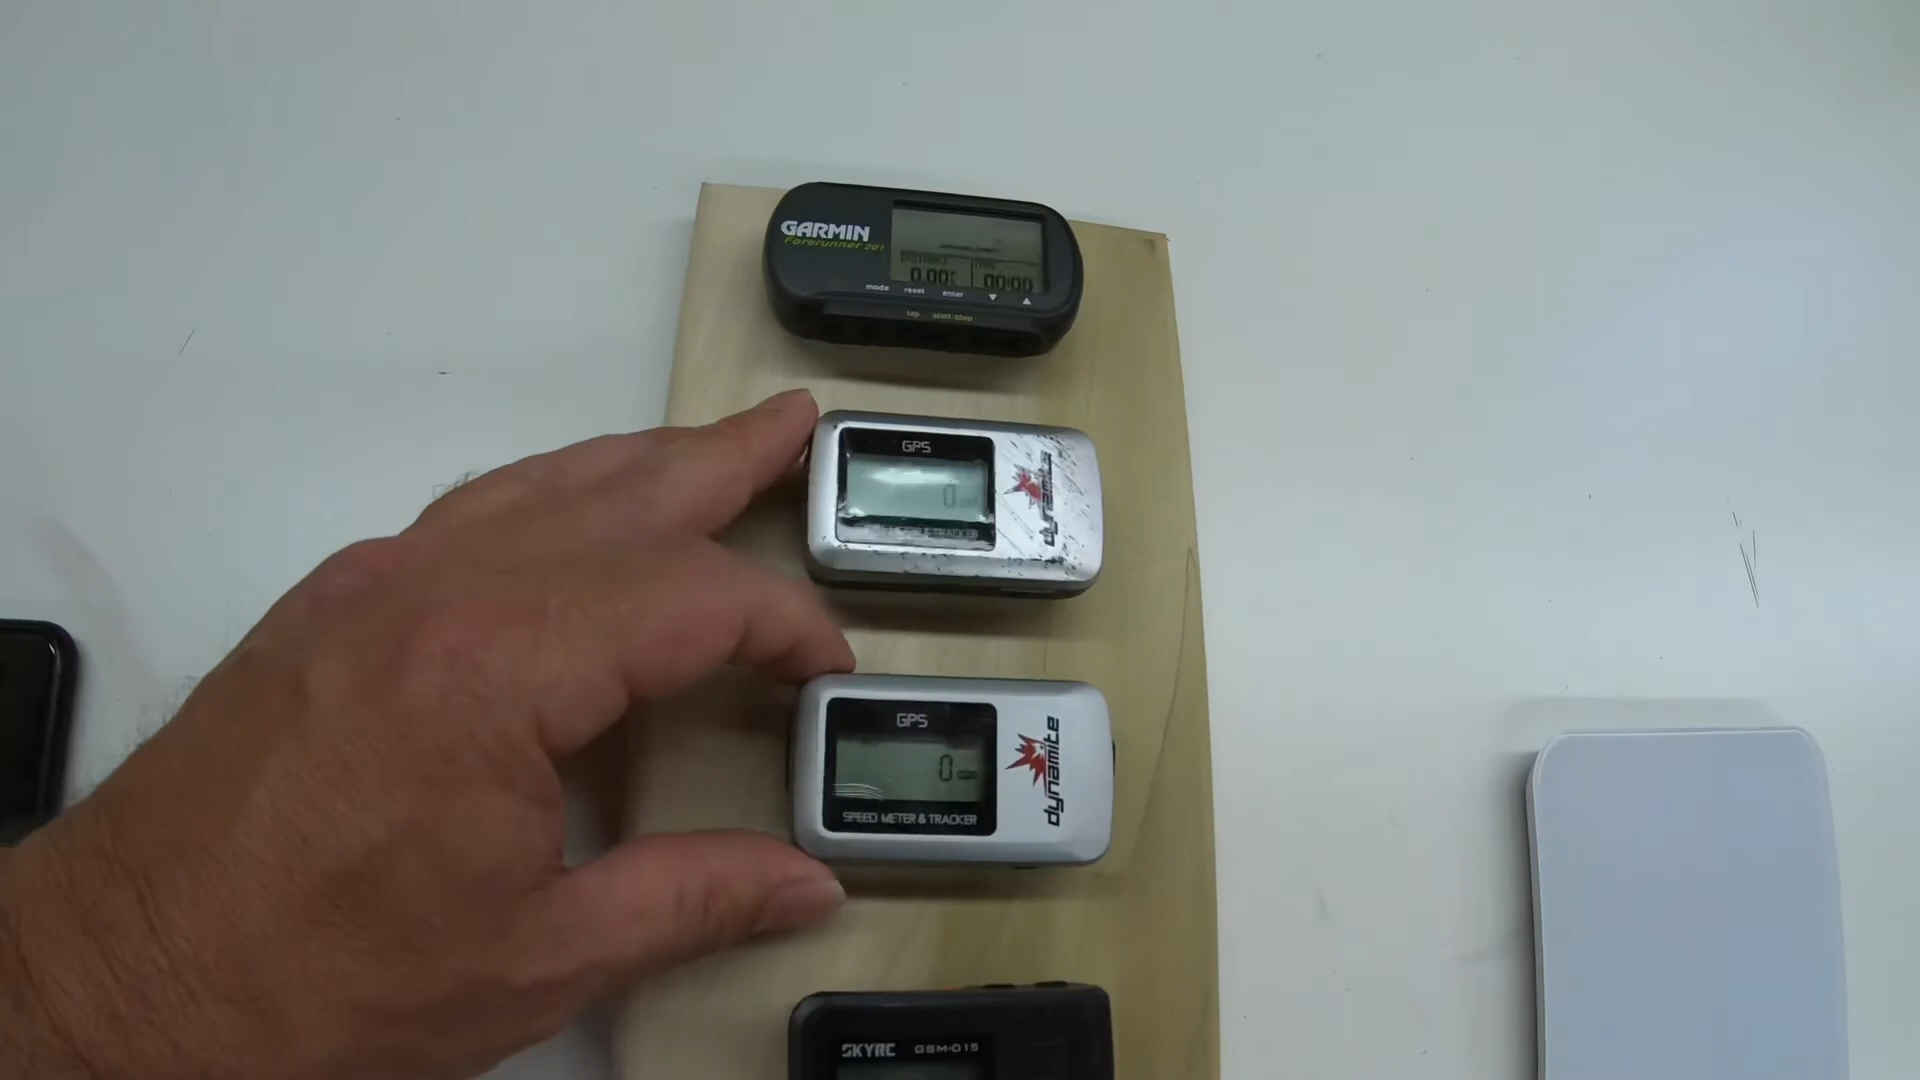 GARMIN
Forerunner 201
DISTANCE
0.00
00:00
mode reset enter
lap start/stop
GPS
0
TRACKER
dynamite
GPS
0
SPEED METER & TRACKER
dynamite
SKYRC GSM-015